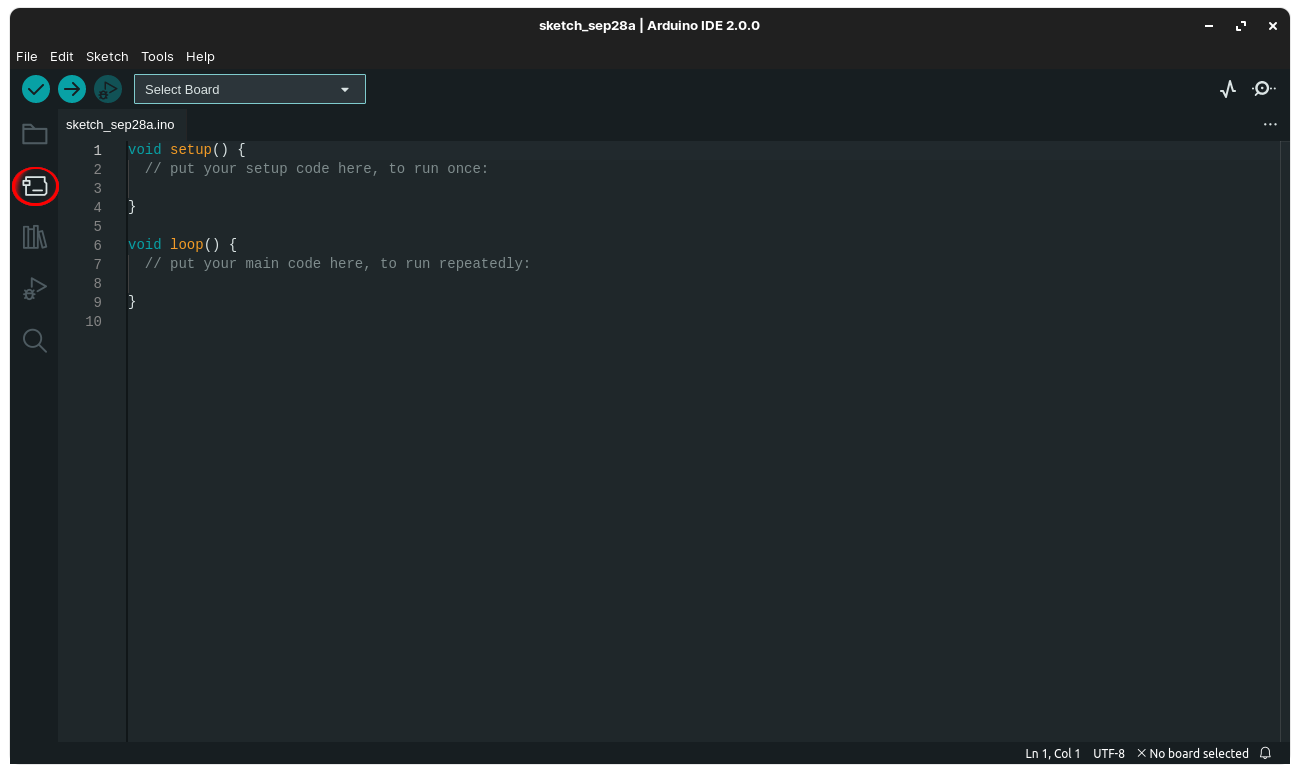 sketch_sep28a | Arduino IDE 2.0.0
File Edit Sketch Tools Help
Select Board
sketch_sep28a.ino
1 void setup() {
2 // put your setup code here, to run once:
3
4 }
5
6 void loop() {
7 // put your main code here, to run repeatedly:
8
9 }
10
Ln 1, Col 1 UTF-8 No board selected